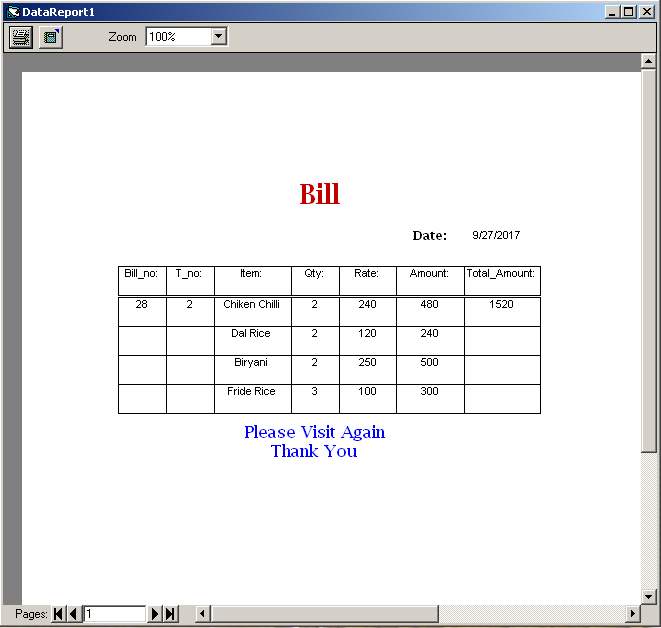 DataReport1
Zoom 100%
Bill
Date: 9/27/2017
Bill_no: T_no: Item: Qty: Rate: Amount: Total_Amount:
28 2 Chiken Chilli 2 240 480 1520
Dal Rice 2 120 240
Biryani 2 250 500
Fride Rice 3 100 300
Please Visit Again
Thank You
Pages: 1